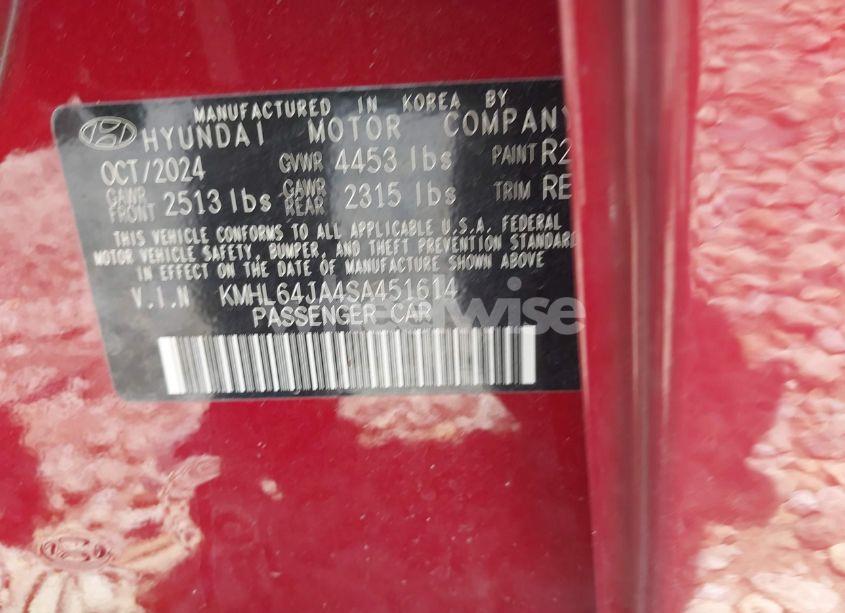 MANUFACTURED IN KOREA BY
HYUNDAI MOTOR COMPANY
OCT/2024 GVWR 4453 lbs PAINT R2
GAWR FRONT 2513 lbs GAWR REAR 2315 lbs TRIM RE
THIS VEHICLE CONFORMS TO ALL APPLICABLE U.S.A. FEDERAL
MOTOR VEHICLE SAFETY, BUMPER, AND THEFT PREVENTION STANDARD
IN EFFECT ON THE DATE OF MANUFACTURE SHOWN ABOVE
V.I.N KMHL64JA4SA451614
PASSENGER CAR